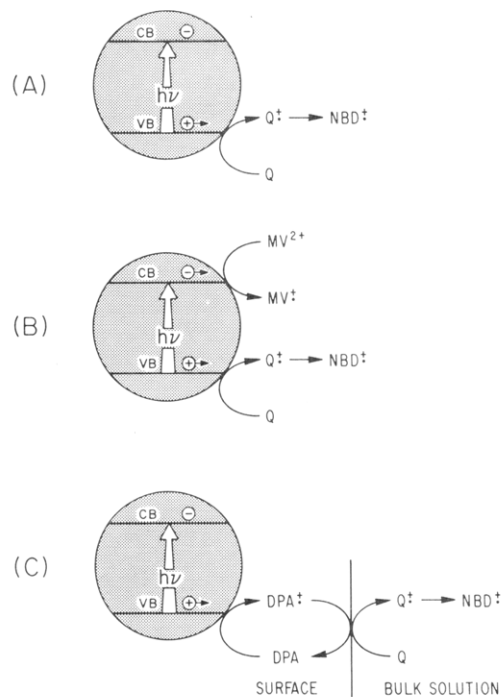 (A)
CB ⊖
hν
VB ⊕
Q‡ → NBD‡
Q
(B)
MV²⁺
CB ⊖
MV‡
hν
VB ⊕
Q‡ → NBD‡
Q
(C)
CB ⊖
hν
VB ⊕
DPA‡ Q‡ → NBD‡
DPA Q
SURFACE BULK SOLUTION